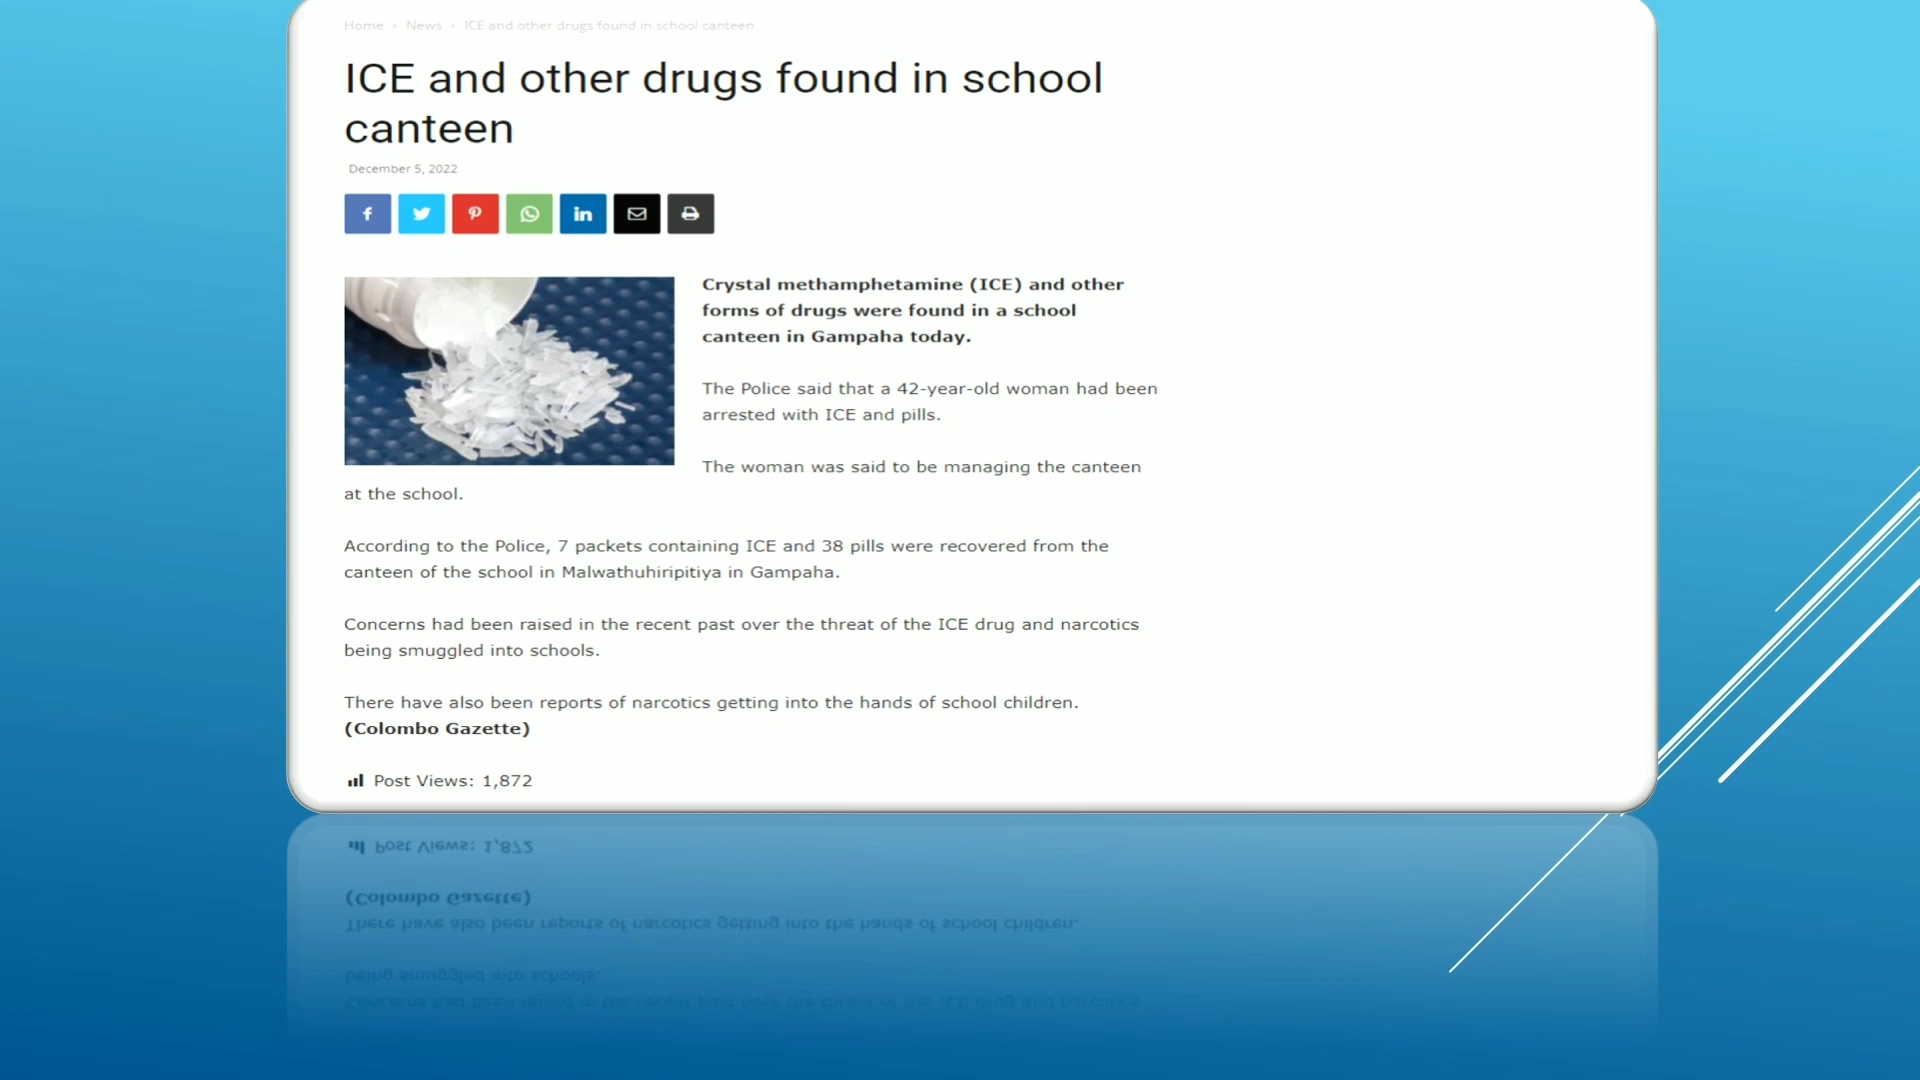 Home › News › ICE and other drugs found in school canteen
ICE and other drugs found in school
canteen
December 5, 2022
Crystal methamphetamine (ICE) and other
forms of drugs were found in a school
canteen in Gampaha today.
The Police said that a 42-year-old woman had been
arrested with ICE and pills.
The woman was said to be managing the canteen
at the school.
According to the Police, 7 packets containing ICE and 38 pills were recovered from the
canteen of the school in Malwathuhiripitiya in Gampaha.
Concerns had been raised in the recent past over the threat of the ICE drug and narcotics
being smuggled into schools.
There have also been reports of narcotics getting into the hands of school children.
(Colombo Gazette)
Post Views: 1,872